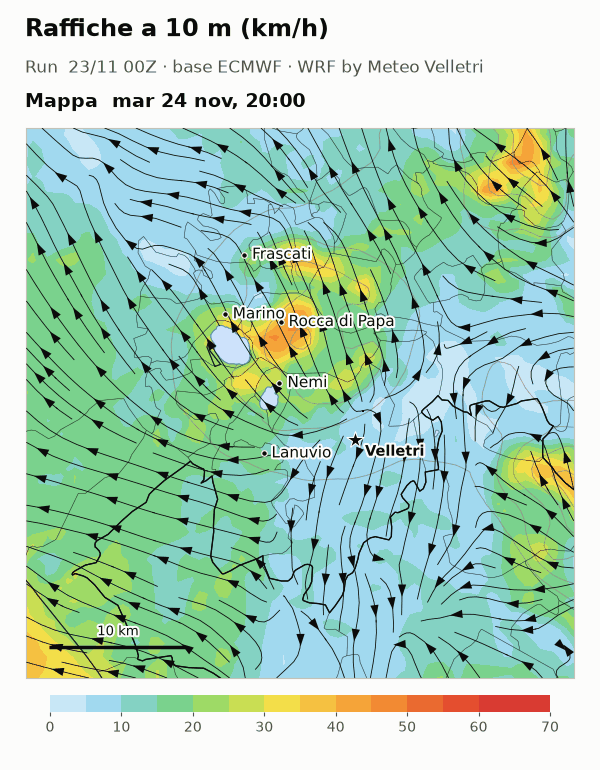 Raffiche a 10 m (km/h)
Run  23/11 00Z · base ECMWF · WRF by Meteo Velletri
Mappa  mar 24 nov, 20:00
Frascati
Marino
Rocca di Papa
Nemi
Velletri
Lanuvio
10 km
0 10 20 30 40 50 60 70